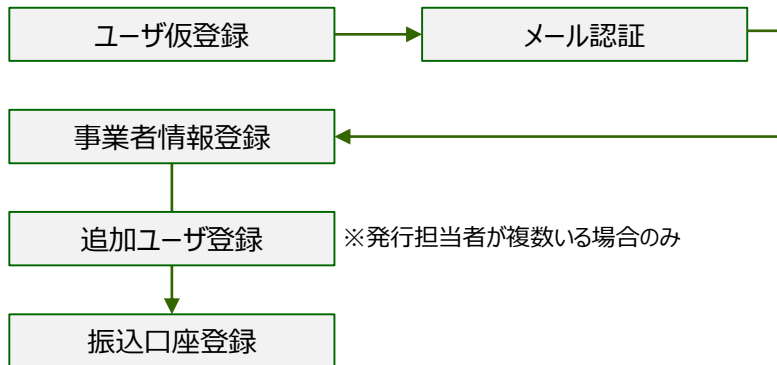 ユーザ仮登録
メール認証
事業者情報登録
追加ユーザ登録
※発行担当者が複数いる場合のみ
振込口座登録